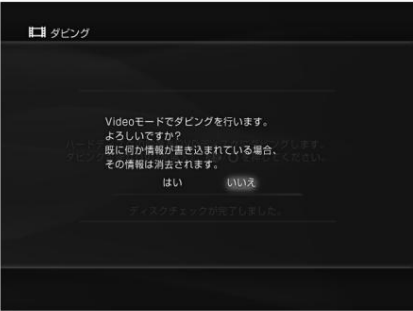 ダビング
Videoモードでダビングを行います。
よろしいですか?
既に何か情報が書き込まれている場合、
その情報は消去されます。
はい いいえ
ディスクチェックが完了しました。